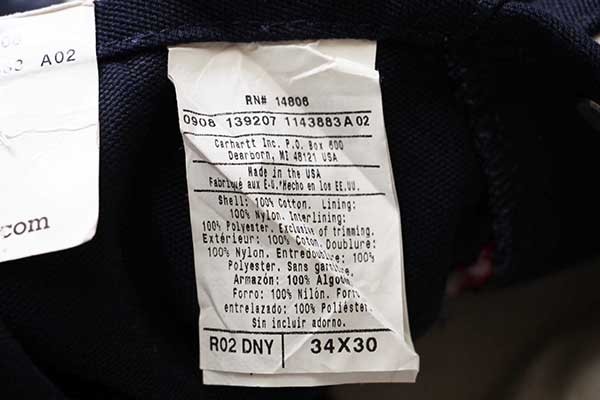 A02
.com
RN# 14806
0908 139207 1143883A02
Carhartt Inc. P.O. Box 600
Dearborn, MI 48121 USA
Made in the USA
Fabriqué aux E-U.*Hecho en los EE.UU.
Shell: 100% Cotton. Lining:
100% Nylon. Interlining:
100% Polyester. Exclusive of trimming.
Extérieur: 100% Coton. Doublure:
100% Nylon. Entredoublure: 100%
Polyester. Sans garniture.
Armazón: 100% Algodón
Forro: 100% Nilón. Forro
entrelazado: 100% Poliéster
Sin incluir adorno.
R02 DNY 34X30